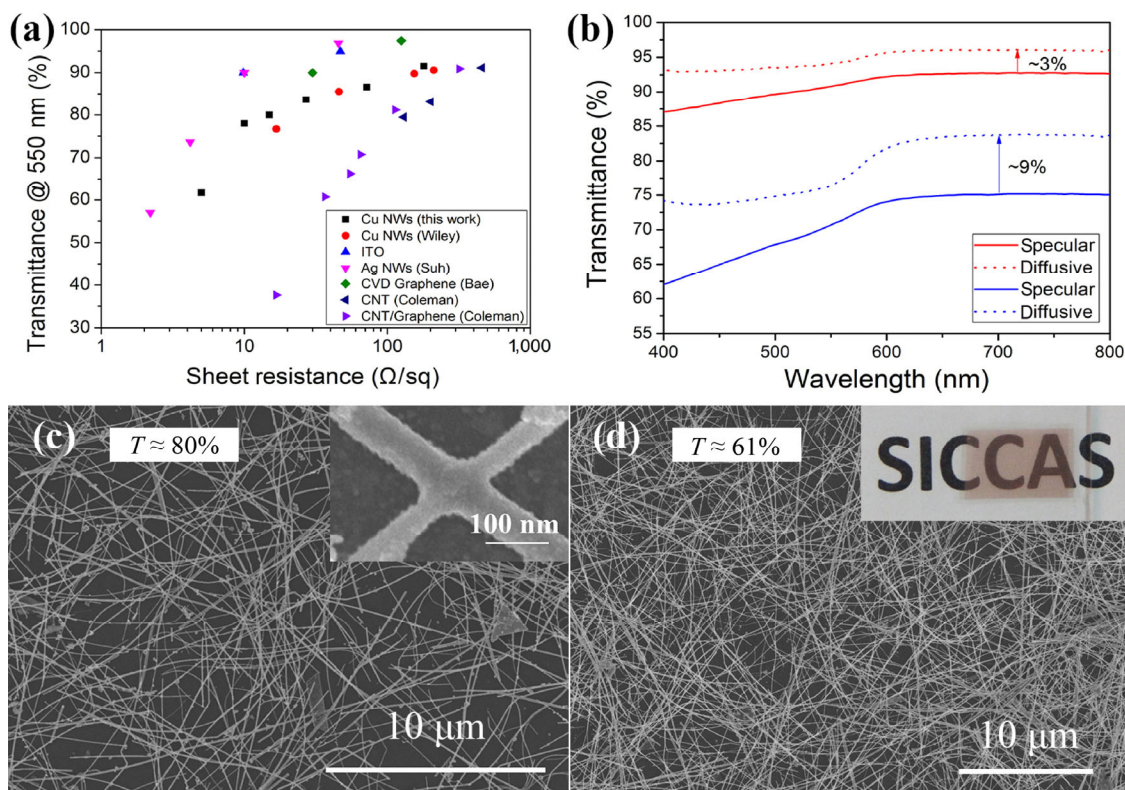 (a)
100
90
80
70
60
50
40
30
1
10
100
1,000
Transmittance @ 550 nm (%)
Sheet resistance (Ω/sq)
Cu NWs (this work)
Cu NWs (Wiley)
ITO
Ag NWs (Suh)
CVD Graphene (Bae)
CNT (Coleman)
CNT/Graphene (Coleman)
(b)
100
95
90
85
80
75
70
65
60
55
400
500
600
700
800
Transmittance (%)
Wavelength (nm)
~3%
~9%
Specular
Diffusive
Specular
Diffusive
(c)
T ≈ 80%
100 nm
10 μm
(d)
T ≈ 61%
SICCAS
10 μm